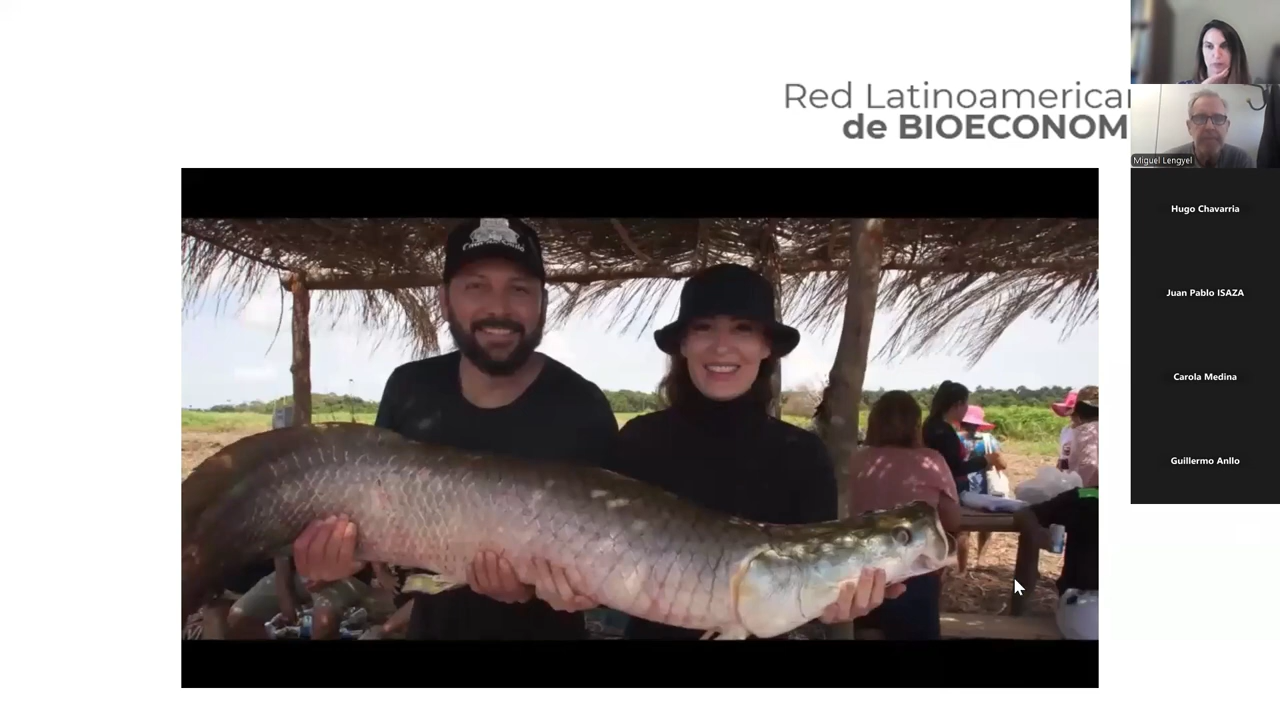 Red Latinoamerican
de BIOECONOM
Miguel Lengyel
Hugo Chavarria
Juan Pablo ISAZA
Carola Medina
Guillermo Anllo